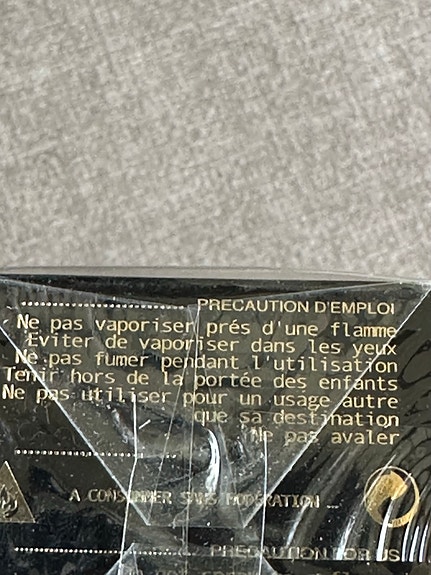 PRECAUTION D'EMPLOI
Ne pas vaporiser prés d'une flamme
Eviter de vaporiser dans les yeux
Ne pas fumer pendant l'utilisation
Tenir hors de la portée des enfants
Ne pas utiliser pour un usage autre
que sa destination
Ne pas avaler
A CONSOMMER SANS MODÉRATION ...
PRECAUTION FOR US